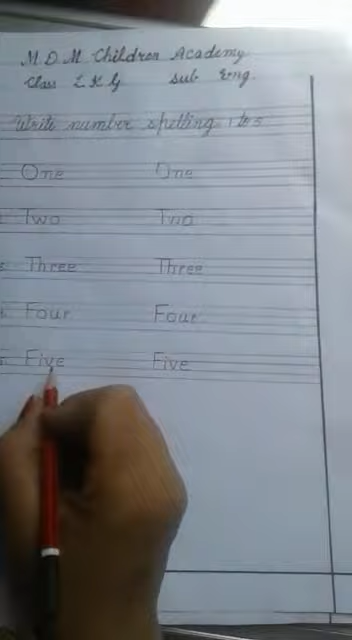 M D M Children Academy
Class L K G Sub Eng.
Write number spelling 1 to 5
One One
Two Two
Three Three
4. Four Four
Five Five